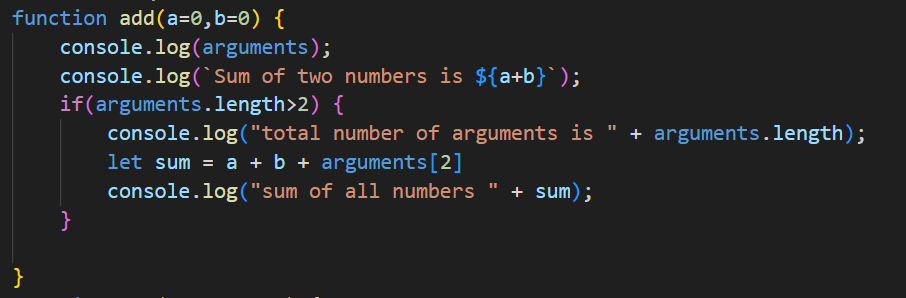 function add(a=0,b=0) {
    console.log(arguments);
    console.log(`Sum of two numbers is ${a+b}`);
    if(arguments.length>2) {
        console.log("total number of arguments is " + arguments.length);
        let sum = a + b + arguments[2]
        console.log("sum of all numbers " + sum);
    }
}